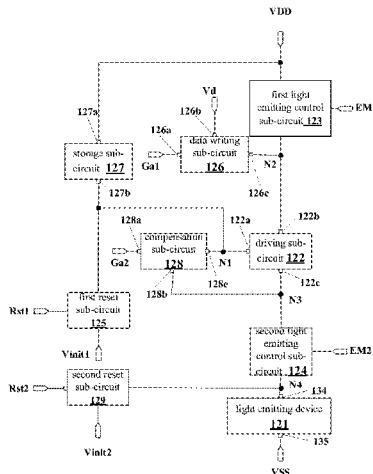 VDD
127a
Vd
126b
first light
emitting control
sub-circuit 123
EM
126a
storage sub-
circuit 127
data writing
sub-circuit
126
Ga1
N2
127b
126c
128a
122a
122b
compensation
sub-circuit
128
driving sub-
circuit 122
Ga2
N1
128b
128c
122c
N3
first reset
sub-circuit
125
Rst1
second light
emitting
control sub-
circuit 124
EM2
Vinit1
Rst2
second reset
sub-circuit
129
N4
134
light emitting device
121
135
Vinit2
VSS